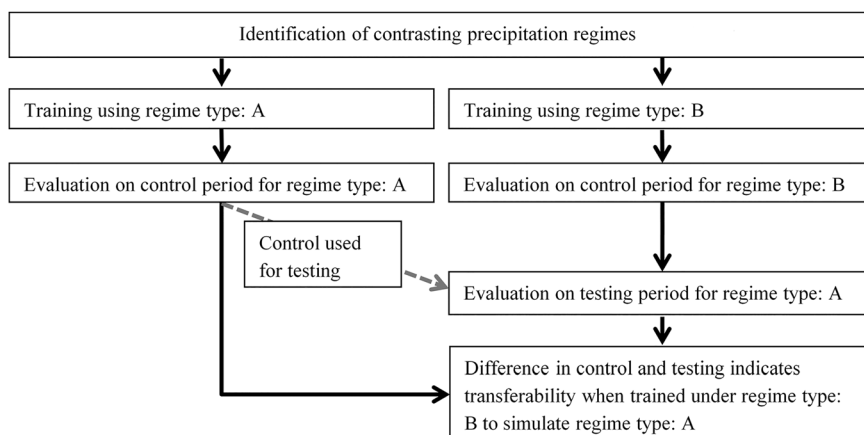 Identification of contrasting precipitation regimes
Training using regime type: A
Training using regime type: B
Evaluation on control period for regime type: A
Evaluation on control period for regime type: B
Control used
for testing
Evaluation on testing period for regime type: A
Difference in control and testing indicates
transferability when trained under regime type:
B to simulate regime type: A